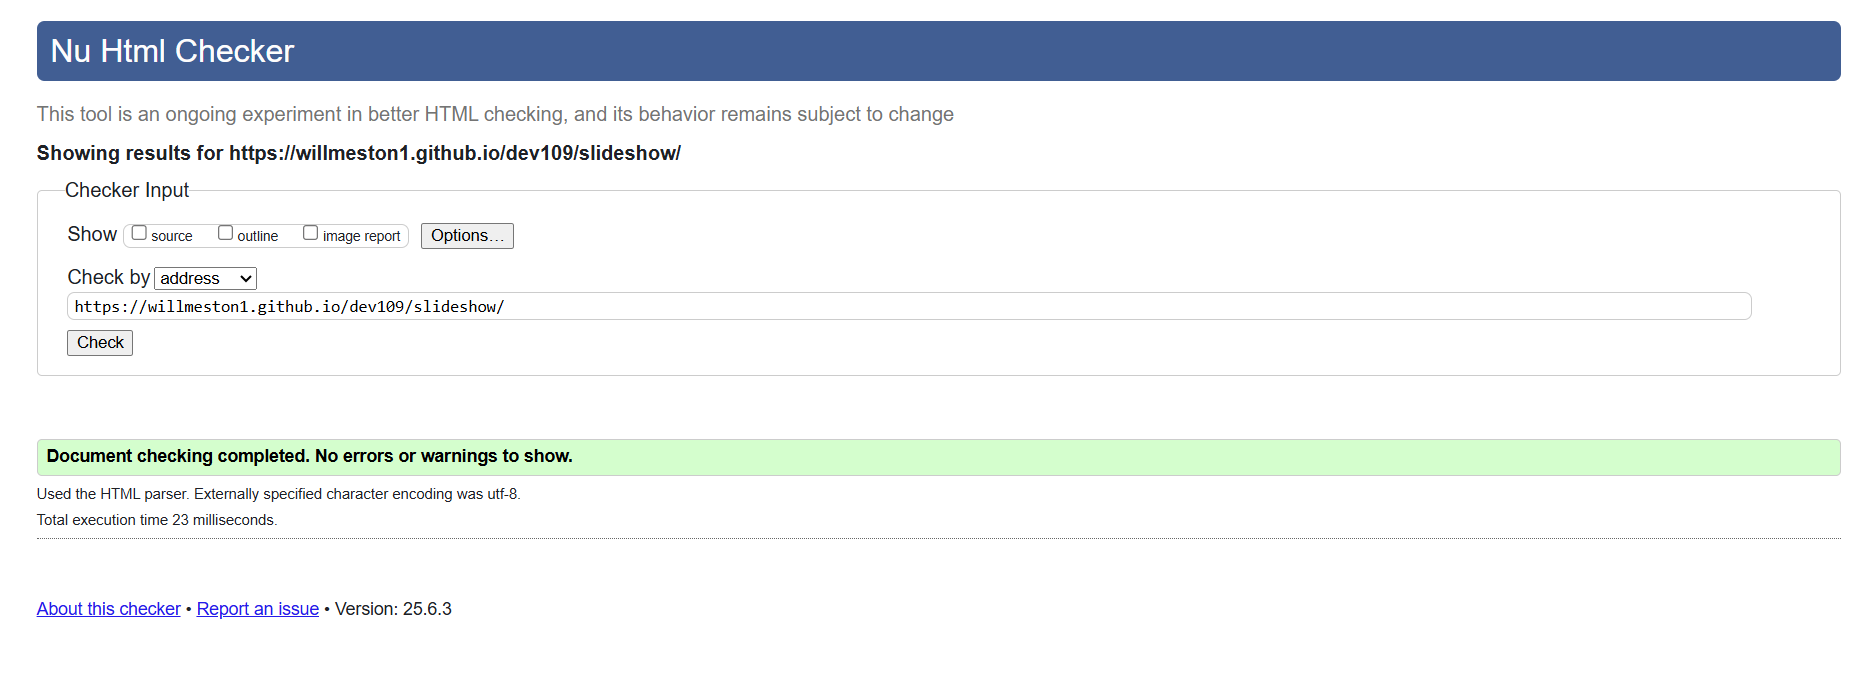 Nu Html Checker
This tool is an ongoing experiment in better HTML checking, and its behavior remains subject to change
Showing results for https://willmeston1.github.io/dev109/slideshow/
Checker Input
Show source outline image report Options...
Check by address
https://willmeston1.github.io/dev109/slideshow/
Check
Document checking completed. No errors or warnings to show.
Used the HTML parser. Externally specified character encoding was utf-8.
Total execution time 23 milliseconds.
About this checker • Report an issue • Version: 25.6.3